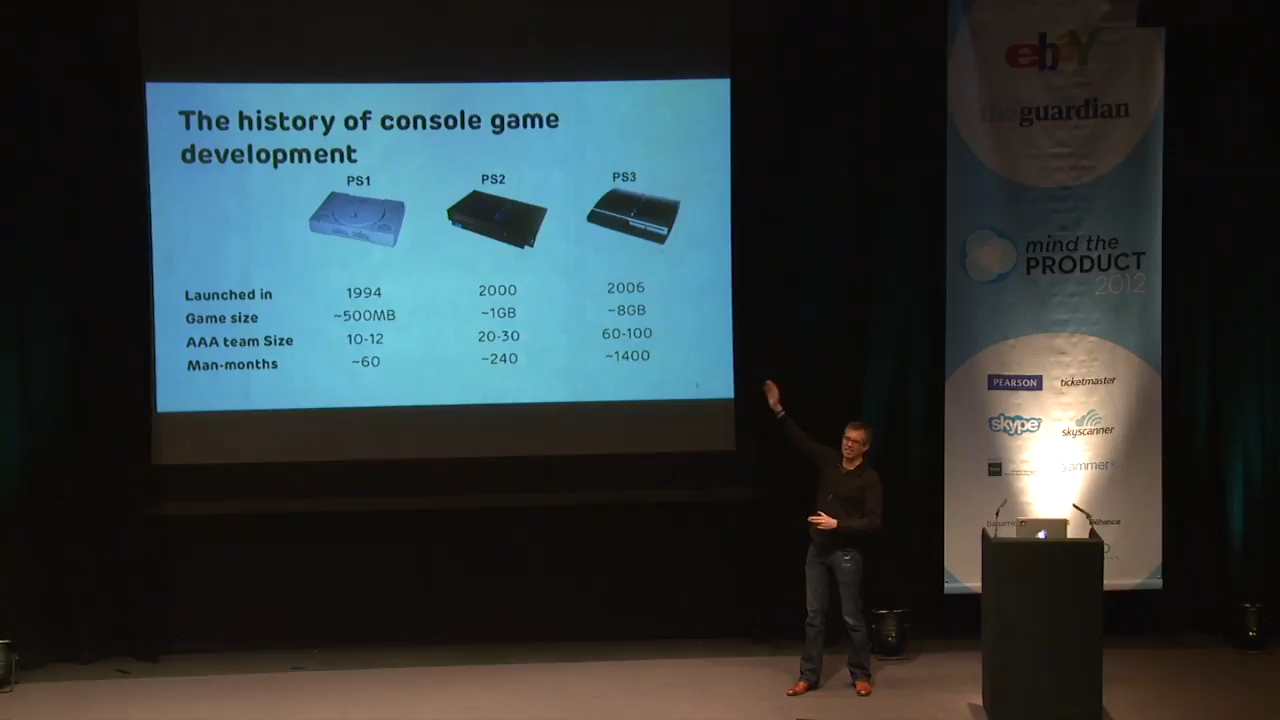 The history of console game
development
PS1 PS2 PS3
Launched in 1994 2000 2006
Game size ~500MB ~1GB ~8GB
AAA team Size 10-12 20-30 60-100
Man-months ~60 ~240 ~1400
ebaY
theguardian
mind the
PRODUCT
2012
PEARSON ticketmaster
skype skyscanner
Behance